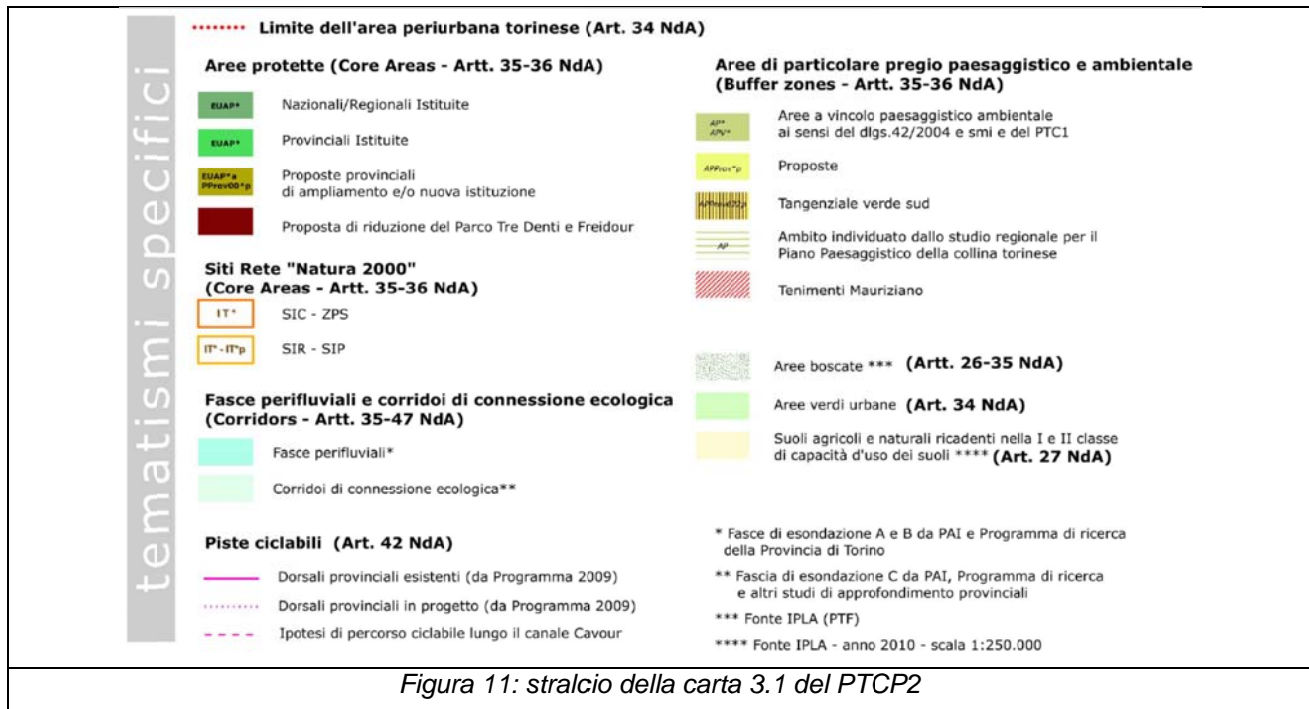 tematismi specifici
Limite dell'area periurbana torinese (Art. 34 NdA)
Aree protette (Core Areas - Artt. 35-36 NdA)
EUAP*
Nazionali/Regionali Istituite
EUAP*
Provinciali Istituite
EUAP*a
PProv00*p
Proposte provinciali
di ampliamento e/o nuova istituzione
Proposta di riduzione del Parco Tre Denti e Freidour
Siti Rete "Natura 2000"
(Core Areas - Artt. 35-36 NdA)
IT*
SIC - ZPS
IT* - IT*p
SIR - SIP
Fasce perifluviali e corridoi di connessione ecologica
(Corridors - Artt. 35-47 NdA)
Fasce perifluviali*
Corridoi di connessione ecologica**
Piste ciclabili (Art. 42 NdA)
Dorsali provinciali esistenti (da Programma 2009)
Dorsali provinciali in progetto (da Programma 2009)
Ipotesi di percorso ciclabile lungo il canale Cavour
Aree di particolare pregio paesaggistico e ambientale
(Buffer zones - Artt. 35-36 NdA)
AP*
APV*
Aree a vincolo paesaggistico ambientale
ai sensi del dlgs.42/2004 e smi e del PTC1
APProv*p
Proposte
Tangenziale verde sud
AP
Ambito individuato dallo studio regionale per il
Piano Paesaggistico della collina torinese
Tenimenti Mauriziano
Aree boscate *** (Artt. 26-35 NdA)
Aree verdi urbane (Art. 34 NdA)
Suoli agricoli e naturali ricadenti nella I e II classe
di capacità d'uso dei suoli **** (Art. 27 NdA)
* Fasce di esondazione A e B da PAI e Programma di ricerca
della Provincia di Torino
** Fascia di esondazione C da PAI, Programma di ricerca
e altri studi di approfondimento provinciali
*** Fonte IPLA (PTF)
**** Fonte IPLA - anno 2010 - scala 1:250.000
Figura 11: stralcio della carta 3.1 del PTCP2